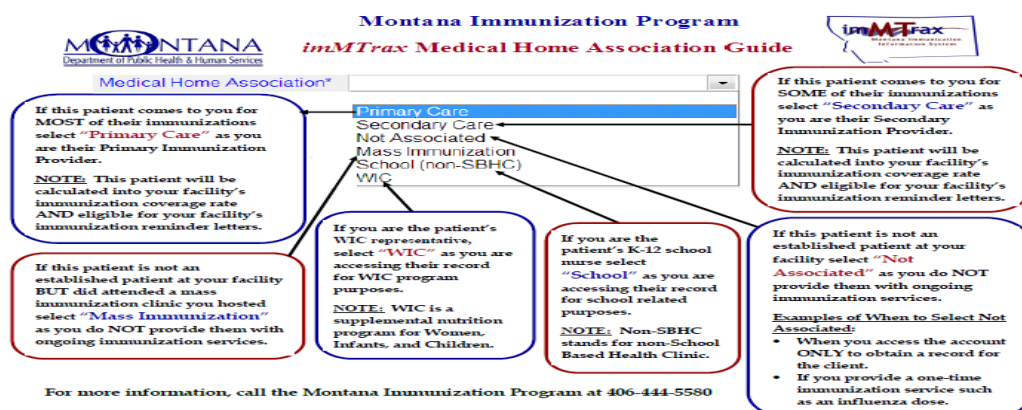 Montana Immunization Program
imMTrax Medical Home Association Guide
MONTANA
Department of Public Health & Human Services
imMTrax
Montana Immunization
Information System
Medical Home Association*
Primary Care
Secondary Care
Not Associated
Mass Immunization
School (non-SBHC)
WIC
If this patient comes to you for
MOST of their immunizations
select “Primary Care” as you
are their Primary Immunization
Provider.
NOTE: This patient will be
calculated into your facility’s
immunization coverage rate
AND eligible for your facility’s
immunization reminder letters.
If this patient comes to you for
SOME of their immunizations
select “Secondary Care” as
you are their Secondary
Immunization Provider.
NOTE: This patient will be
calculated into your facility’s
immunization coverage rate
AND eligible for your facility’s
immunization reminder letters.
If this patient is not an
established patient at your facility
BUT did attended a mass
immunization clinic you hosted
select “Mass Immunization”
as you do NOT provide them with
ongoing immunization services.
If you are the patient’s
WIC representative,
select “WIC” as you are
accessing their record
for WIC program
purposes.
NOTE: WIC is a
supplemental nutrition
program for Women,
Infants, and Children.
If you are the
patient’s K-12 school
nurse select
“School” as you are
accessing their record
for school related
purposes.
NOTE: Non-SBHC
stands for non-School
Based Health Clinic.
If this patient is not an
established patient at your
facility select “Not
Associated” as you do NOT
provide them with ongoing
immunization services.
Examples of When to Select Not
Associated:
• When you access the account
ONLY to obtain a record for
the client.
• If you provide a one-time
immunization service such
as an influenza dose.
For more information, call the Montana Immunization Program at 406-444-5580